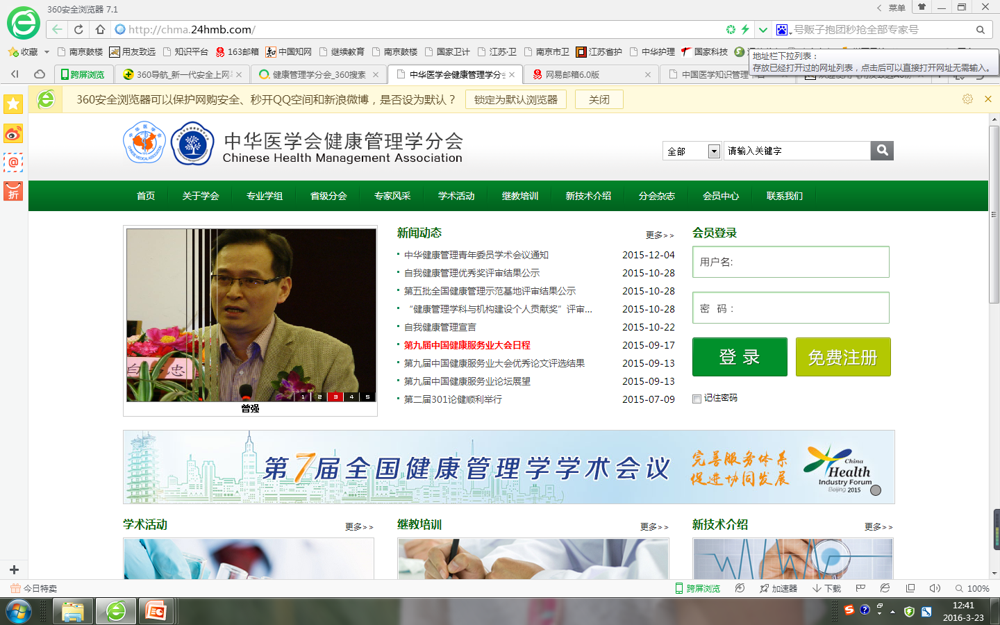 360安全浏览器 7.1
菜单
http://chma.24hmb.com/
号贩子抱团秒抢全部专家号
收藏 南京鼓楼 用友致远 知识平台 163邮箱 中国知网 继续教育 南京鼓楼 国家卫计 江苏·卫 南京市卫 江苏省护 中华护理 国家科技
地址栏下拉列表：
存放已经打开过的网址列表，点击后可以直接打开网址无需输入。
跨屏浏览 360导航_新一代安全上网 健康管理学分会_360搜索 中华医学会健康管理学分会 网易邮箱6.0版 中国医学知识管理
360安全浏览器可以保护网购安全、秒开QQ空间和新浪微博，是否设为默认？ 锁定为默认浏览器 关闭
折
中华医学会健康管理学分会
Chinese Health Management Association
全部 请输入关键字
首页 关于学会 专业学组 省级分会 专家风采 学术活动 继教培训 新技术介绍 分会杂志 会员中心 联系我们
1 2 3 4 5
曾强
新闻动态 更多>>
中华健康管理青年委员学术会议通知 2015-12-04
自我健康管理优秀奖评审结果公示 2015-10-28
第五批全国健康管理示范基地评审结果公示 2015-10-28
“健康管理学科与机构建设个人贡献奖”评审... 2015-10-28
自我健康管理宣言 2015-10-22
第九届中国健康服务业大会日程 2015-09-17
第九届中国健康服务业大会优秀论文评选结果 2015-09-13
第九届中国健康服务业论坛展望 2015-09-13
第二届301论健顺利举行 2015-07-09
会员登录
用户名:
密 码：
登 录 免费注册
记住密码
第7届全国健康管理学学术会议
完善服务体系
促进协同发展
China
Health
Industry Forum
Beijing 2015
学术活动 更多>>
继教培训 更多>>
新技术介绍 更多>>
今日特卖
跨屏浏览 加速器 下载 100%
12:41
2016-3-23